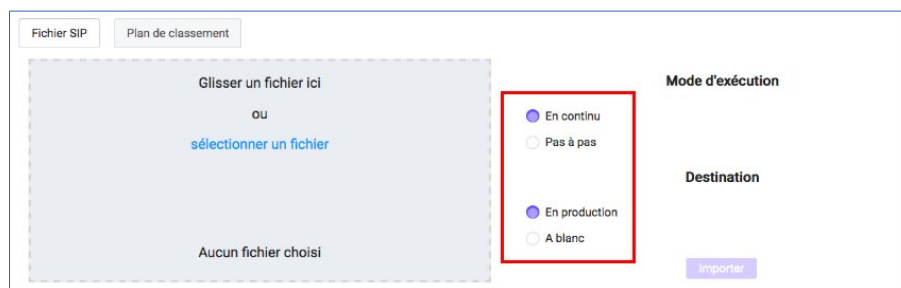 Fichier SIP
Plan de classement
Glisser un fichier ici
ou
sélectionner un fichier
Aucun fichier choisi
Mode d'exécution
En continu
Pas à pas
Destination
En production
A blanc
Importer